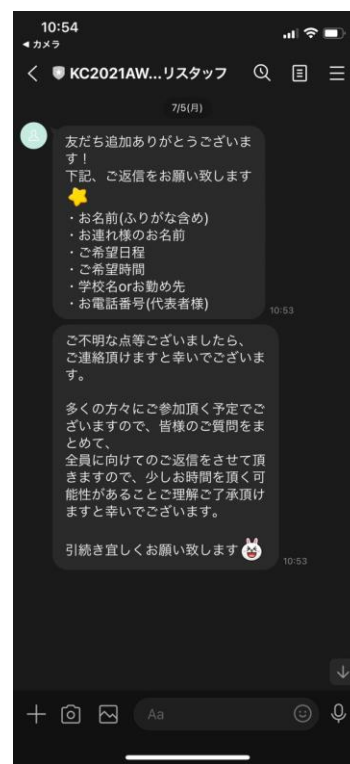 10:54
◀ カメラ
KC2021AW...リスタッフ
7/5(月)
友だち追加ありがとうございま
す！
下記、ご返信をお願い致します
・お名前(ふりがな含め)
・お連れ様のお名前
・ご希望日程
・ご希望時間
・学校名orお勤め先
・お電話番号(代表者様)
10:53
ご不明な点等ございましたら、
ご連絡頂けますと幸いでございま
す。
多くの方々にご参加頂く予定でご
ざいますので、皆様のご質問をま
とめて、
全員に向けてのご返信をさせて頂
きますので、少しお時間を頂く可
能性があることご理解ご了承頂け
ますと幸いでございます。
引続き宜しくお願い致します
10:53
Aa